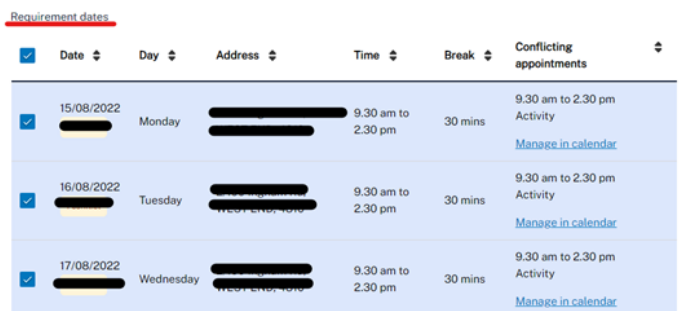 Requirement dates
Date Day Address Time Break Conflicting appointments
15/08/2022 Monday 9.30 am to 2.30 pm 30 mins 9.30 am to 2.30 pm Activity
Manage in calendar
16/08/2022 Tuesday 9.30 am to 2.30 pm 30 mins 9.30 am to 2.30 pm Activity
Manage in calendar
17/08/2022 Wednesday 9.30 am to 2.30 pm 30 mins 9.30 am to 2.30 pm Activity
Manage in calendar